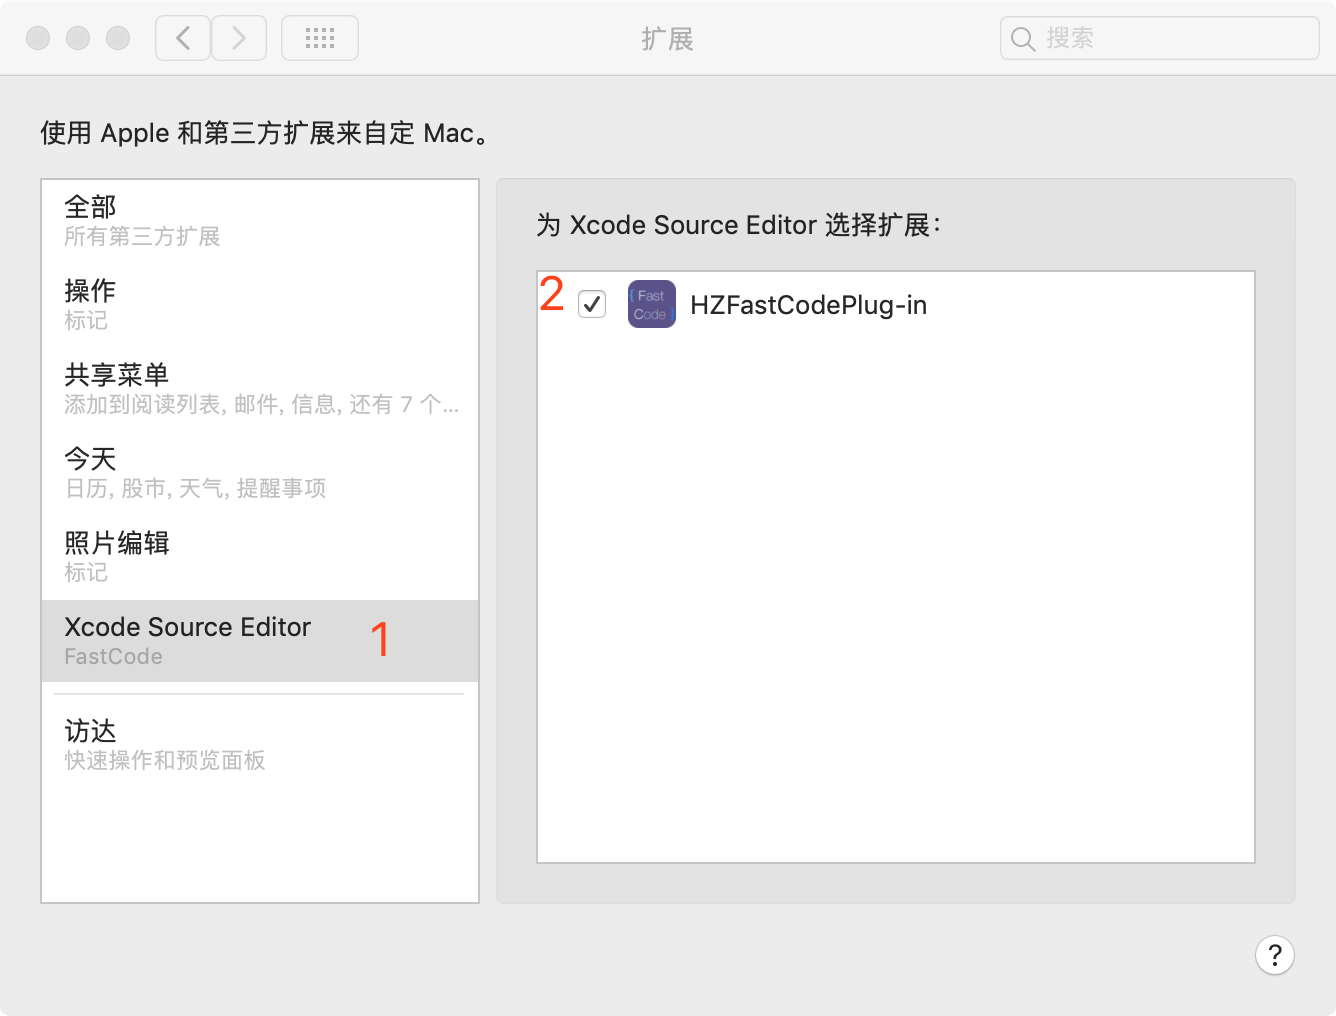 扩展
搜索
使用 Apple 和第三方扩展来自定 Mac。
全部
所有第三方扩展
操作
标记
共享菜单
添加到阅读列表, 邮件, 信息, 还有 7 个...
今天
日历, 股市, 天气, 提醒事项
照片编辑
标记
Xcode Source Editor 1
FastCode
访达
快速操作和预览面板
为 Xcode Source Editor 选择扩展：
2
{ Fast
Code }
HZFastCodePlug-in
?